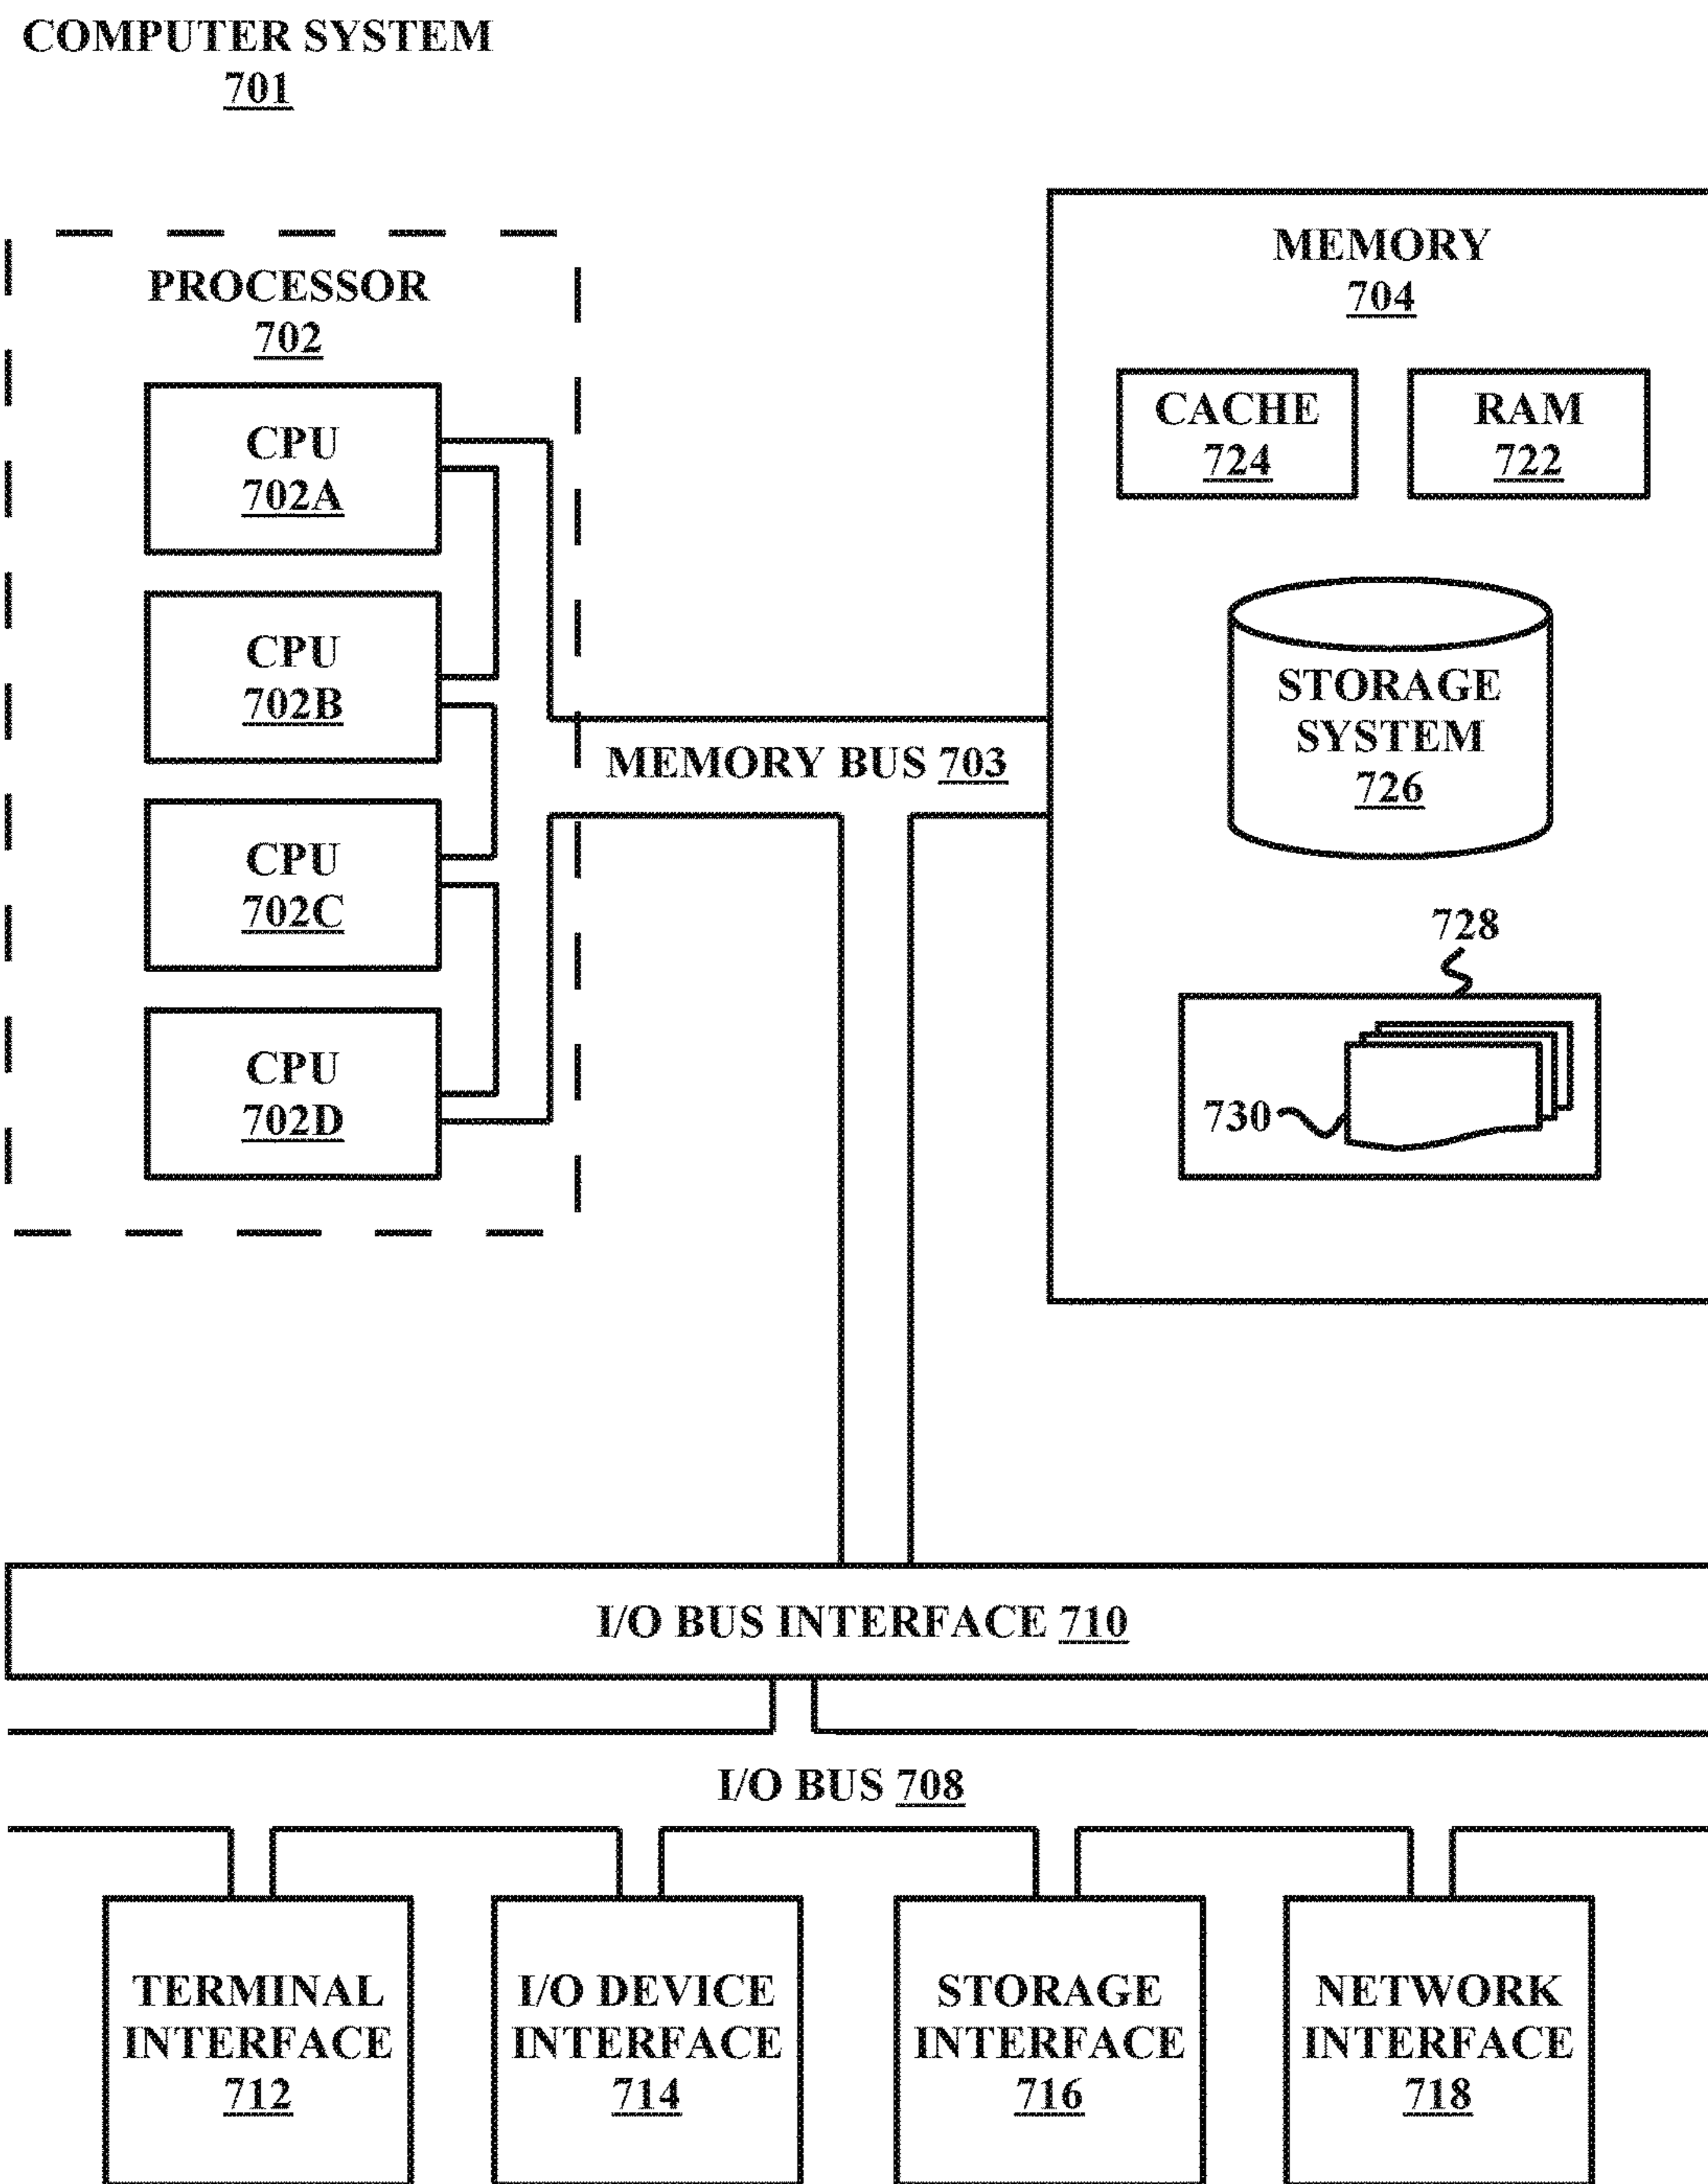 COMPUTER SYSTEM
701
PROCESSOR
702
CPU
702A
CPU
702B
CPU
702C
CPU
702D
MEMORY BUS 703
MEMORY
704
CACHE
724
RAM
722
STORAGE
SYSTEM
726
728
730
I/O BUS INTERFACE 710
I/O BUS 708
TERMINAL
INTERFACE
712
I/O DEVICE
INTERFACE
714
STORAGE
INTERFACE
716
NETWORK
INTERFACE
718